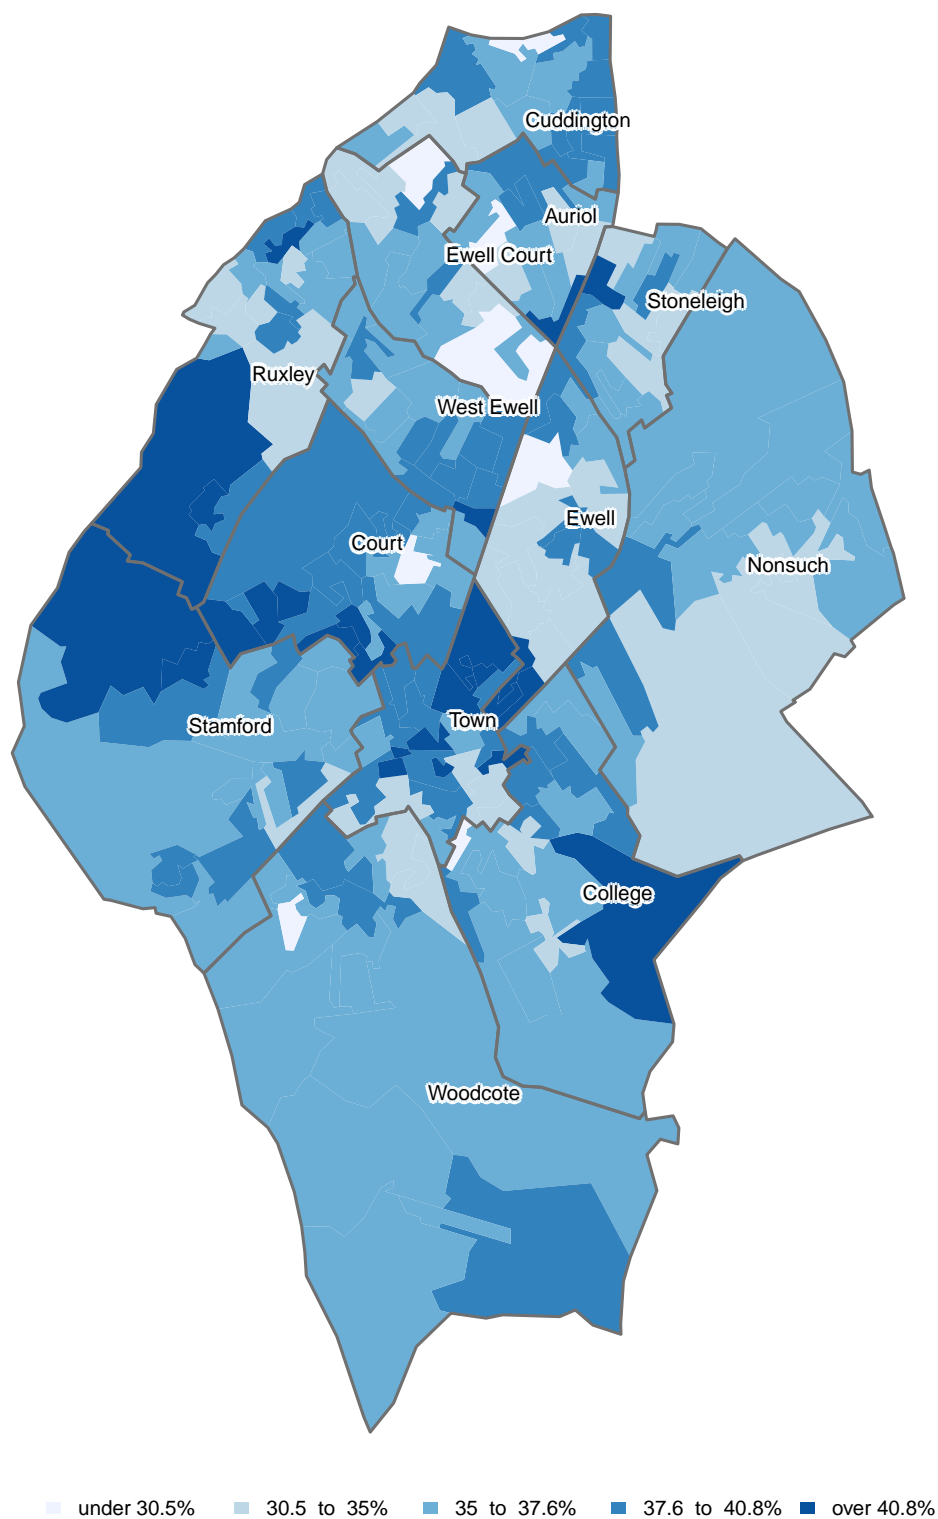 Cuddington
Auriol
Ewell Court
Stoneleigh
Ruxley
West Ewell
Ewell
Court
Nonsuch
Town
Stamford
College
Woodcote
under 30.5% 30.5 to 35% 35 to 37.6% 37.6 to 40.8% over 40.8%